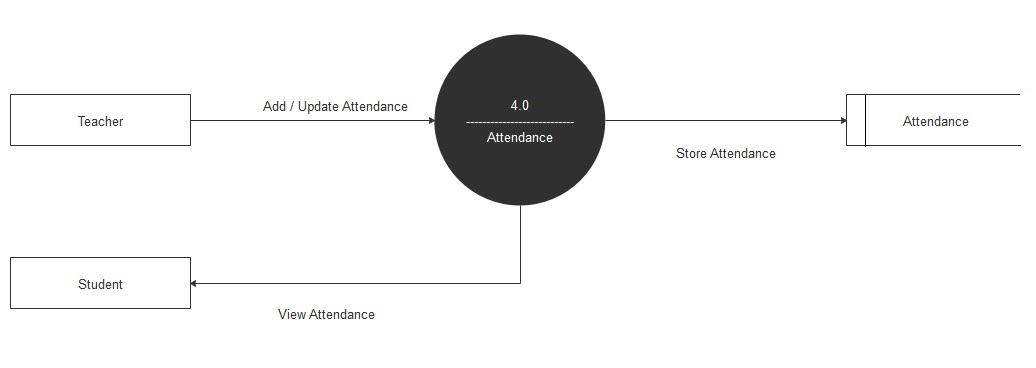 Teacher
Add / Update Attendance
4.0
Attendance
Store Attendance
Attendance
Student
View Attendance